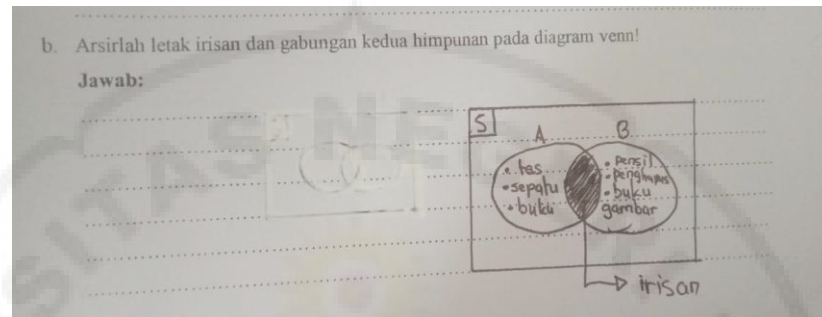 b. Arsirlah letak irisan dan gabungan kedua himpunan pada diagram venn!
Jawab:
S
A
B
• tas
• sepatu
• buku
• pensil
• penghapus
• buku
gambar
irisan